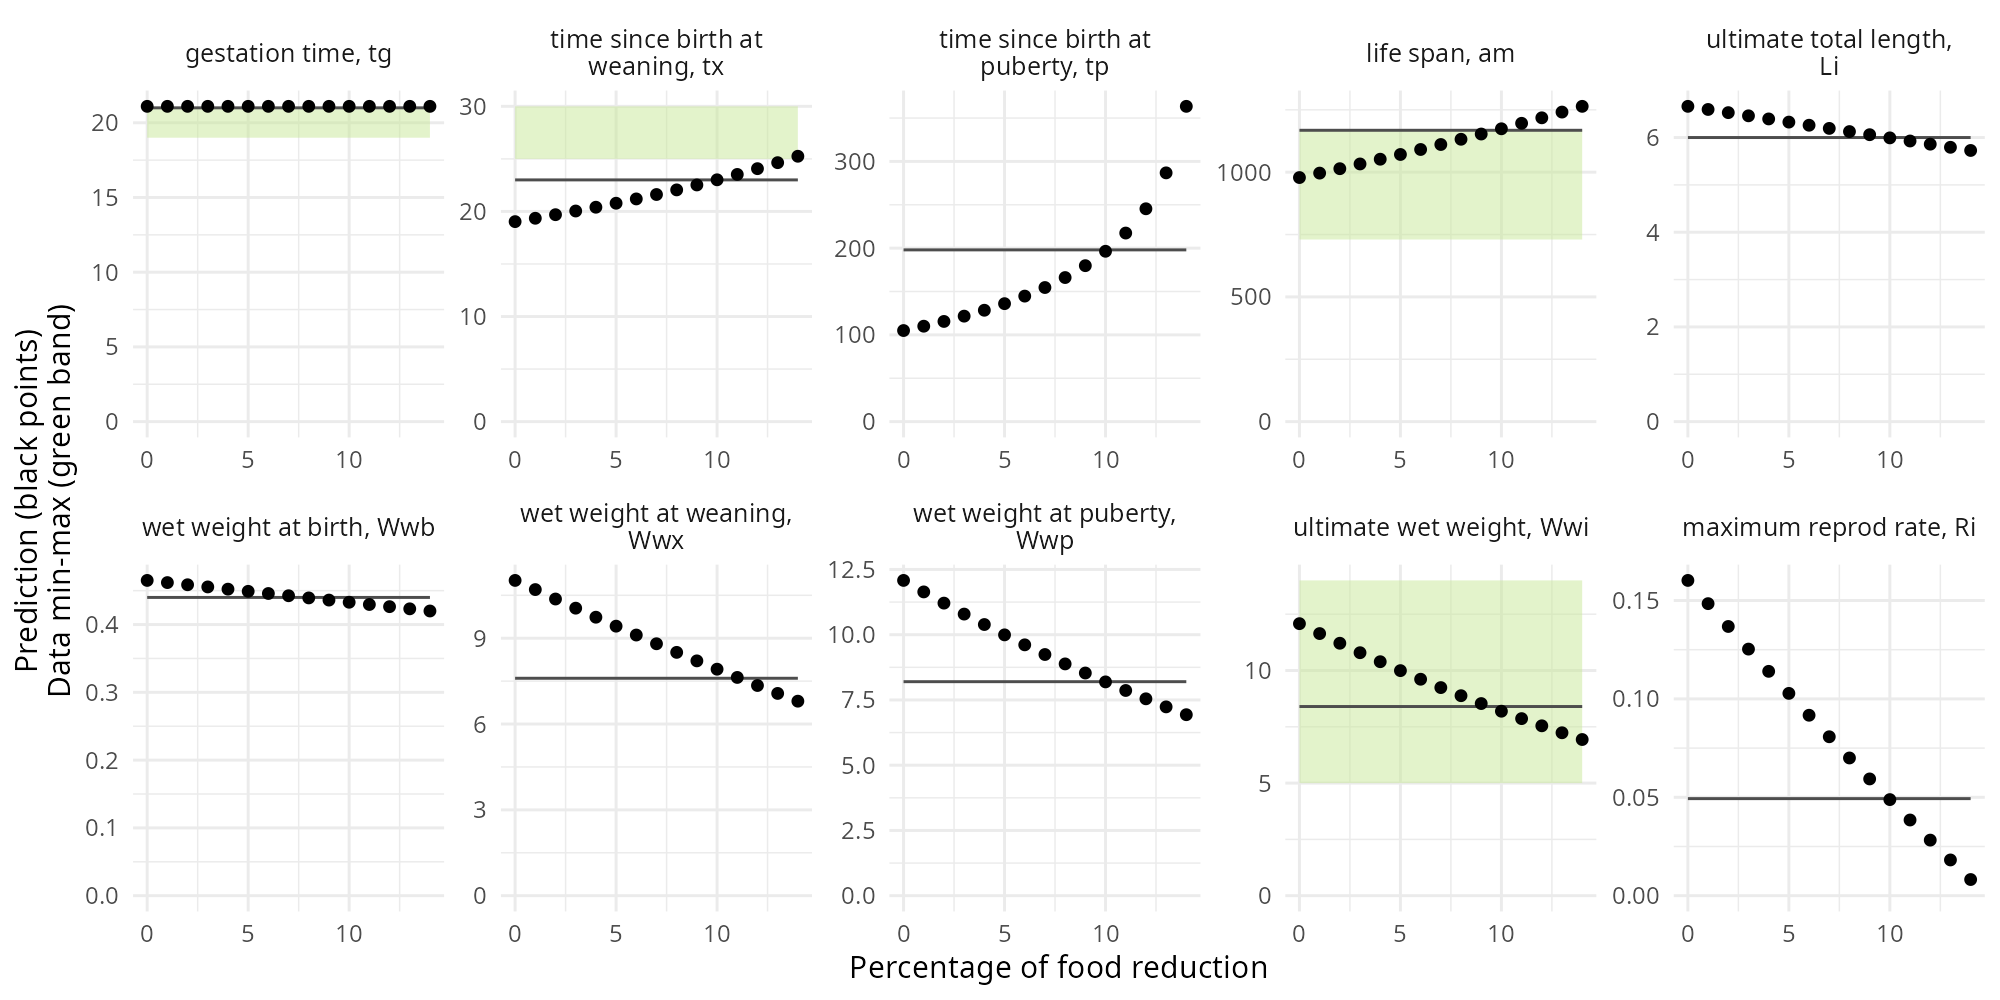 gestation time, tg
time since birth at
weaning, tx
time since birth at
puberty, tp
life span, am
ultimate total length,
Li
20
15
10
5
0
0 5 10
30
20
10
0
0 5 10
300
200
100
0
0 5 10
1000
500
0
0 5 10
6
4
2
0
0 5 10
Prediction (black points)
Data min-max (green band)
wet weight at birth, Wwb
wet weight at weaning,
Wwx
wet weight at puberty,
Wwp
ultimate wet weight, Wwi
maximum reprod rate, Ri
0.4
0.3
0.2
0.1
0.0
0 5 10
9
6
3
0
0 5 10
12.5
10.0
7.5
5.0
2.5
0.0
0 5 10
10
5
0
0 5 10
0.15
0.10
0.05
0.00
0 5 10
Percentage of food reduction